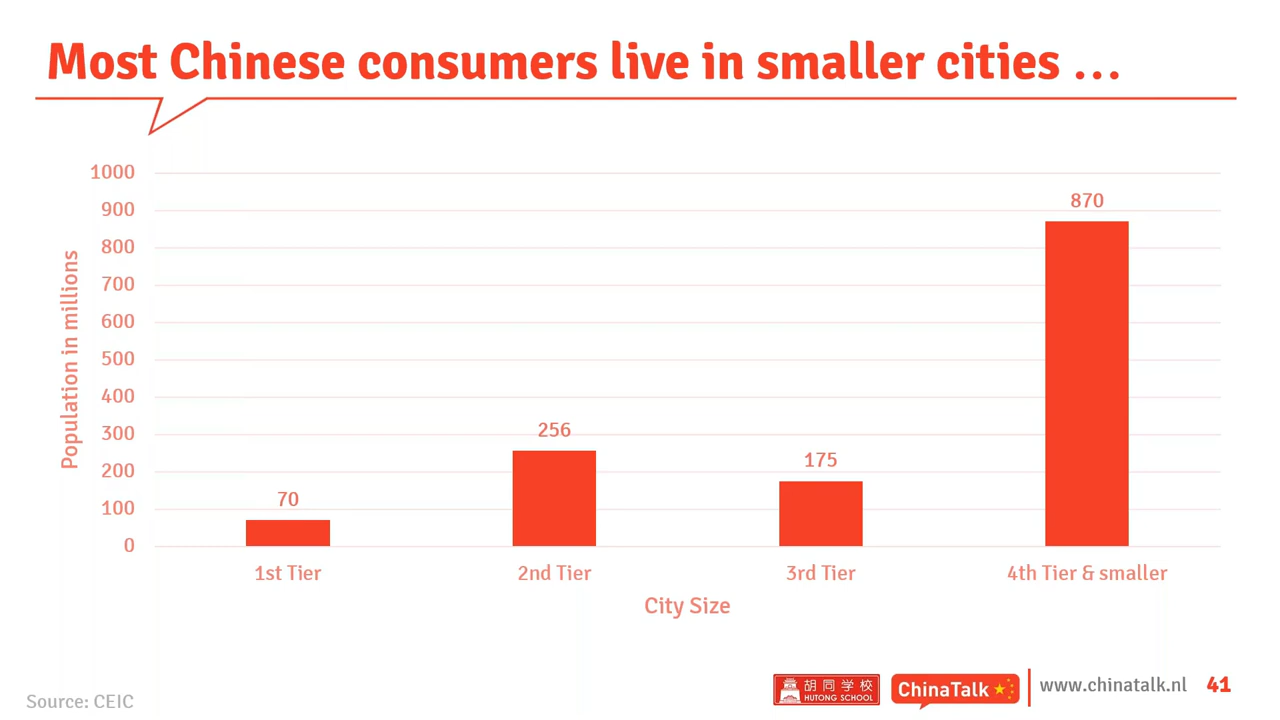 Most Chinese consumers live in smaller cities ...
Population in millions
1000
900
800
700
600
500
400
300
200
100
0
70
256
175
870
1st Tier
2nd Tier
3rd Tier
4th Tier & smaller
City Size
Source: CEIC
胡同学校
HUTONG SCHOOL
ChinaTalk
www.chinatalk.nl
41